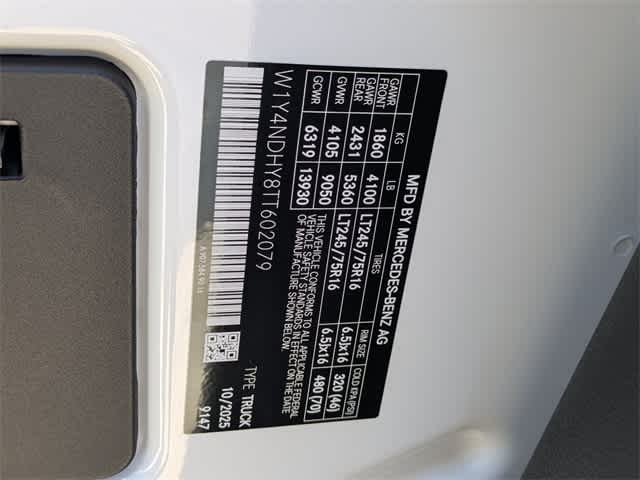 MFD BY MERCEDES-BENZ AG
KG LB TIRES RIM SIZE COLD KPA (PSI)
GAWR FRONT 1860 4100 LT245/75R16 6.5Jx16 320 (46)
GAWR REAR 2431 5360 LT245/75R16 6.5Jx16 480 (70)
GVWR 4105 9050
GCWR 6319 13930
THIS VEHICLE CONFORMS TO ALL APPLICABLE FEDERAL
MOTOR VEHICLE SAFETY STANDARDS IN EFFECT ON THE DATE
OF MANUFACTURE SHOWN BELOW.
W1Y4NDHY8TT602079
TYPE TRUCK
10/2025
9147